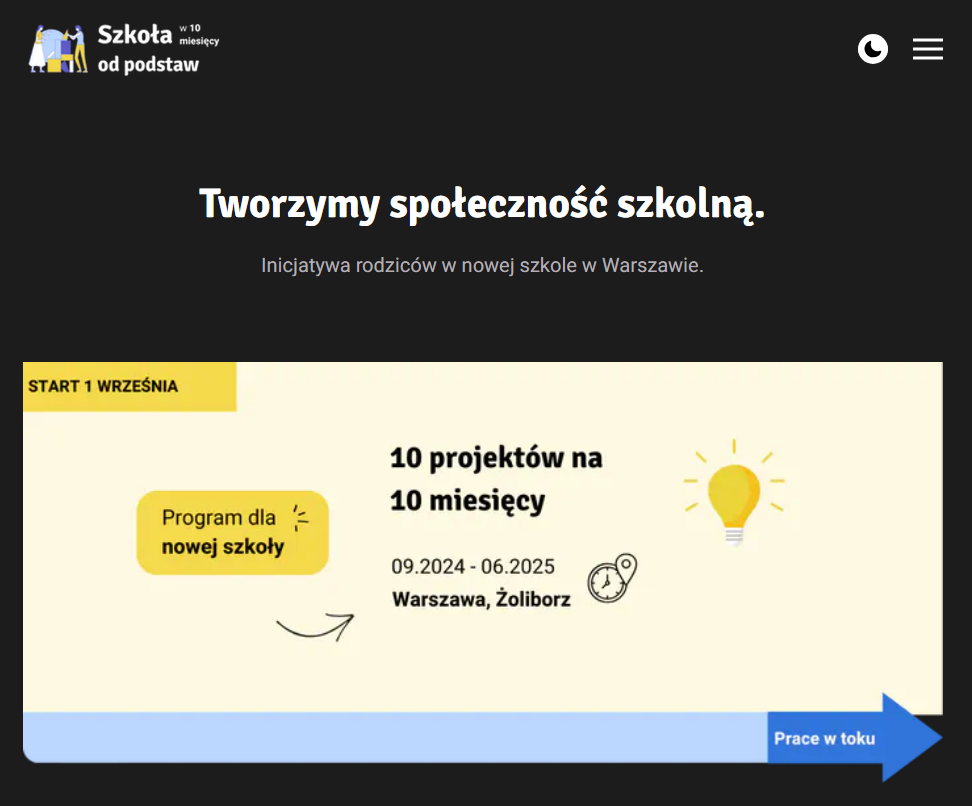 Szkoła w 10 miesięcy
od podstaw
Tworzymy społeczność szkolną.
Inicjatywa rodziców w nowej szkole w Warszawie.
START 1 WRZEŚNIA
Program dla
nowej szkoły
10 projektów na
10 miesięcy
09.2024 - 06.2025
Warszawa, Żoliborz
Prace w toku